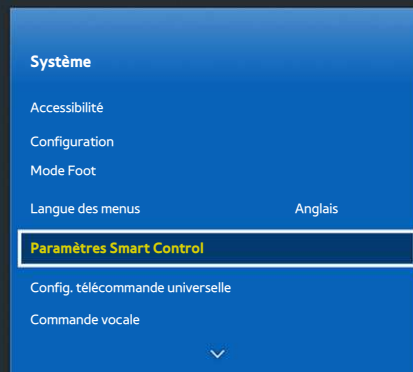 Système
Accessibilité
Configuration
Mode Foot
Langue des menus Anglais
Paramètres Smart Control
Config. télécommande universelle
Commande vocale